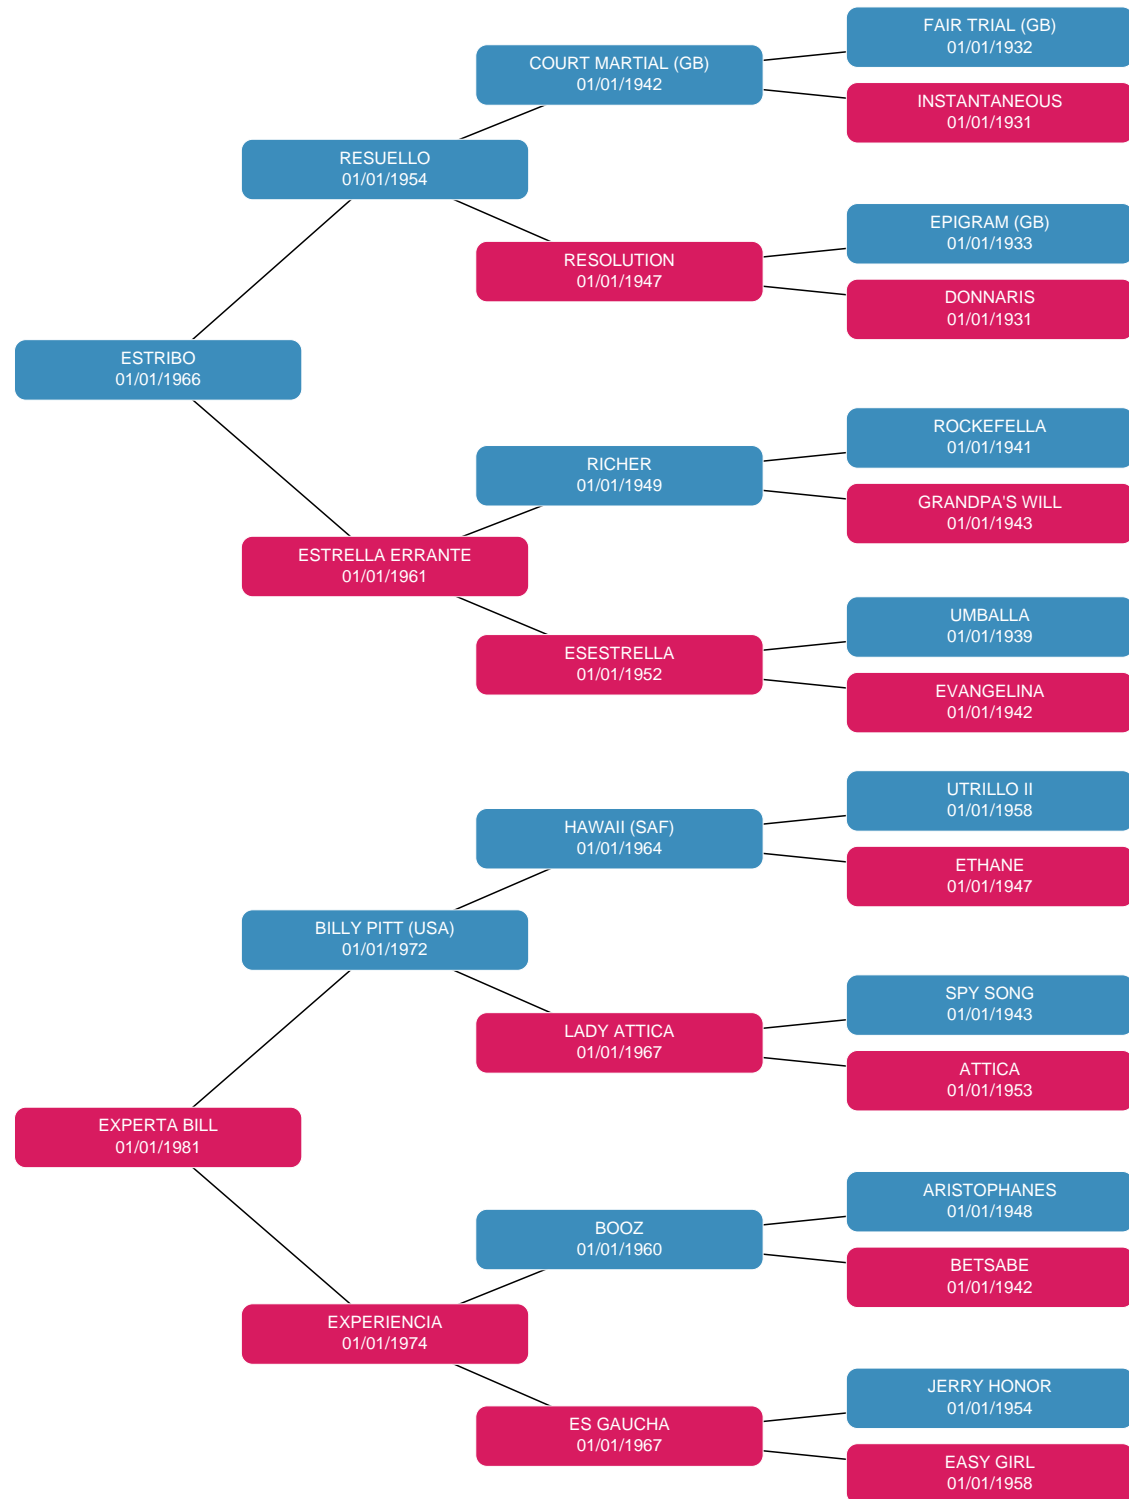 FAIR TRIAL (GB)
01/01/1932
COURT MARTIAL (GB)
01/01/1942
INSTANTANEOUS
01/01/1931
RESUELLO
01/01/1954
EPIGRAM (GB)
01/01/1933
RESOLUTION
01/01/1947
DONNARIS
01/01/1931
ESTRIBO
01/01/1966
ROCKEFELLA
01/01/1941
RICHER
01/01/1949
GRANDPA'S WILL
01/01/1943
ESTRELLA ERRANTE
01/01/1961
UMBALLA
01/01/1939
ESESTRELLA
01/01/1952
EVANGELINA
01/01/1942
UTRILLO II
01/01/1958
HAWAII (SAF)
01/01/1964
ETHANE
01/01/1947
BILLY PITT (USA)
01/01/1972
SPY SONG
01/01/1943
LADY ATTICA
01/01/1967
ATTICA
01/01/1953
EXPERTA BILL
01/01/1981
ARISTOPHANES
01/01/1948
BOOZ
01/01/1960
BETSABE
01/01/1942
EXPERIENCIA
01/01/1974
JERRY HONOR
01/01/1954
ES GAUCHA
01/01/1967
EASY GIRL
01/01/1958